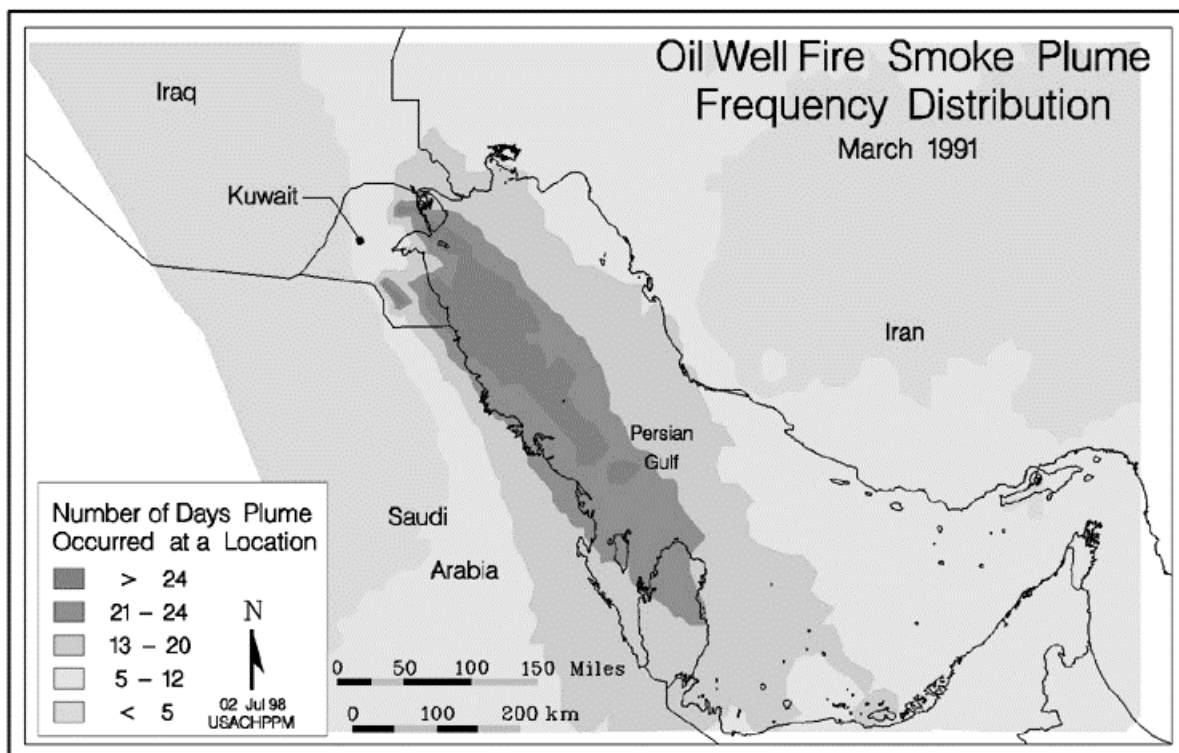 Oil Well Fire Smoke Plume
Frequency Distribution
March 1991
Iraq
Kuwait
Iran
Persian
Gulf
Saudi
Arabia
Number of Days Plume
Occurred at a Location
> 24
21 – 24
13 – 20
5 – 12
< 5
N
02 Jul 98
USACHPPM
0 50 100 150 Miles
0 100 200 km